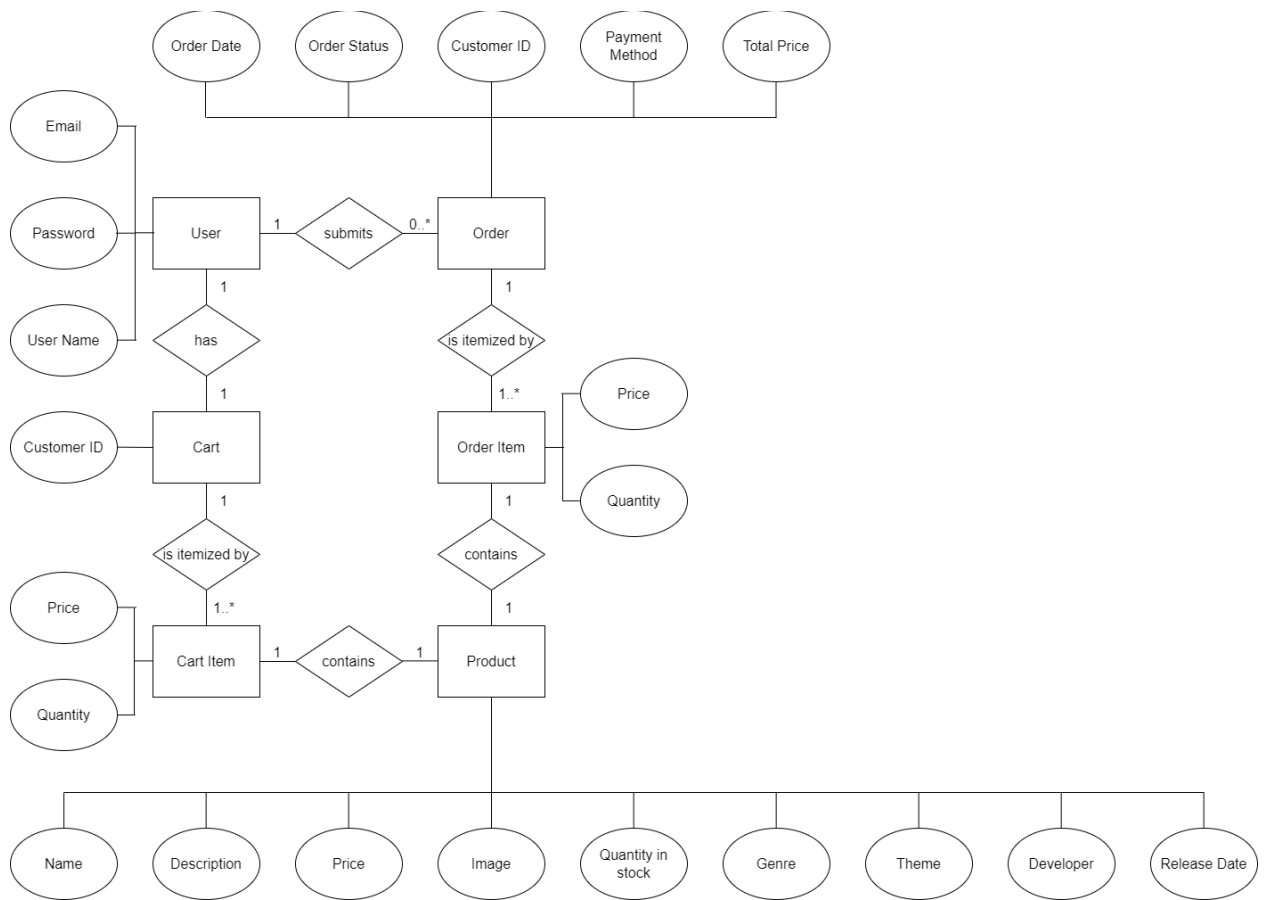 Order Date
Order Status
Customer ID
Payment
Method
Total Price
Email
Password
User Name
User
1
submits
0..*
Order
1
has
1
1
is itemized by
1..*
Customer ID
Cart
Order Item
Price
Quantity
1
is itemized by
1..*
1
contains
1
Price
Quantity
Cart Item
1
contains
1
Product
Name
Description
Price
Image
Quantity in
stock
Genre
Theme
Developer
Release Date